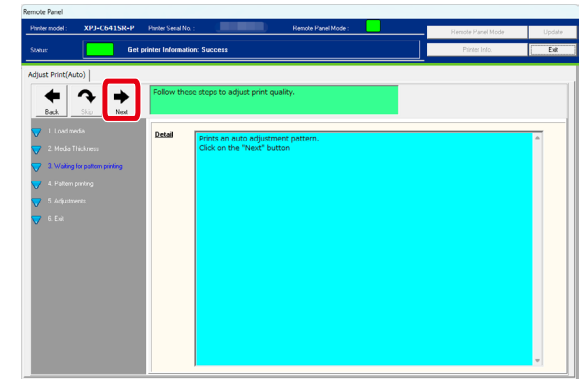 Remote Panel
Printer model : XPJ-C641SR-P Printer Serial No. : Remote Panel Mode :
Remote Panel Mode Update
Status: Get printer Information: Success
Printer Info. Exit
Adjust Print(Auto)
Back Skip Next
Follow these steps to adjust print quality.
1. Load media
2. Media Thickness
3. Waiting for pattern printing
4. Pattern printing
5. Adjustments
6. Exit
Detail
Prints an auto adjustment pattern.
Click on the "Next" button